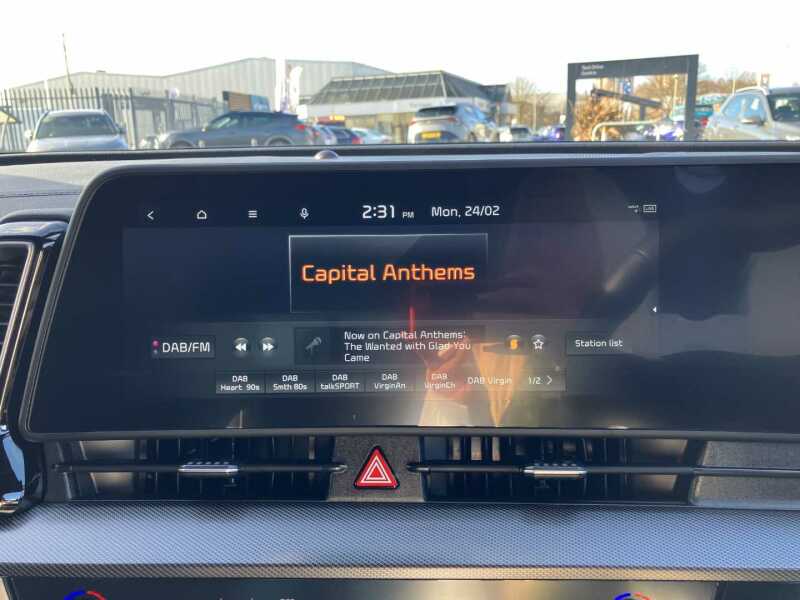 2:31 PM Mon, 24/02
Capital Anthems
DAB/FM
Now on Capital Anthems:
The Wanted with Glad You
Came
Station list
DAB
Heart 90s
DAB
Smth 80s
DAB
talkSPORT
DAB
VirginAn
DAB
VirginCh
DAB Virgin
1/2